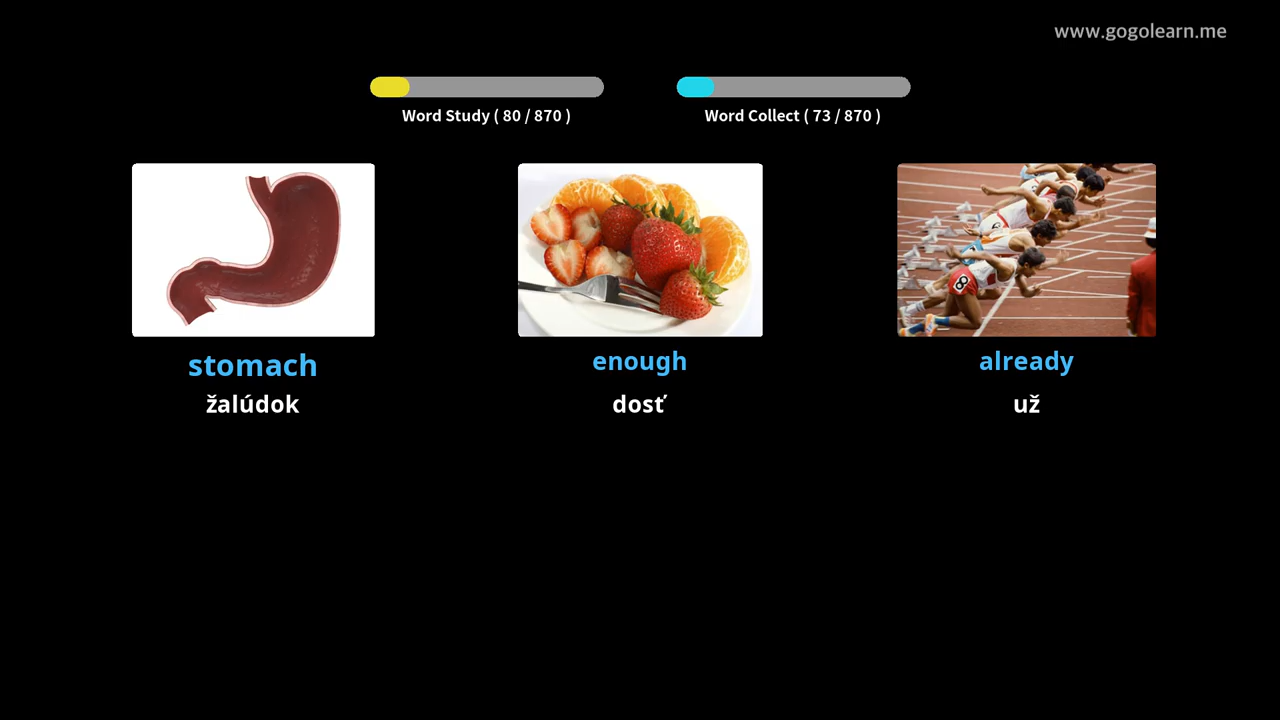 www.gogolearn.me
Word Study ( 80 / 870 )
Word Collect ( 73 / 870 )
stomach
žalúdok
enough
dosť
already
už